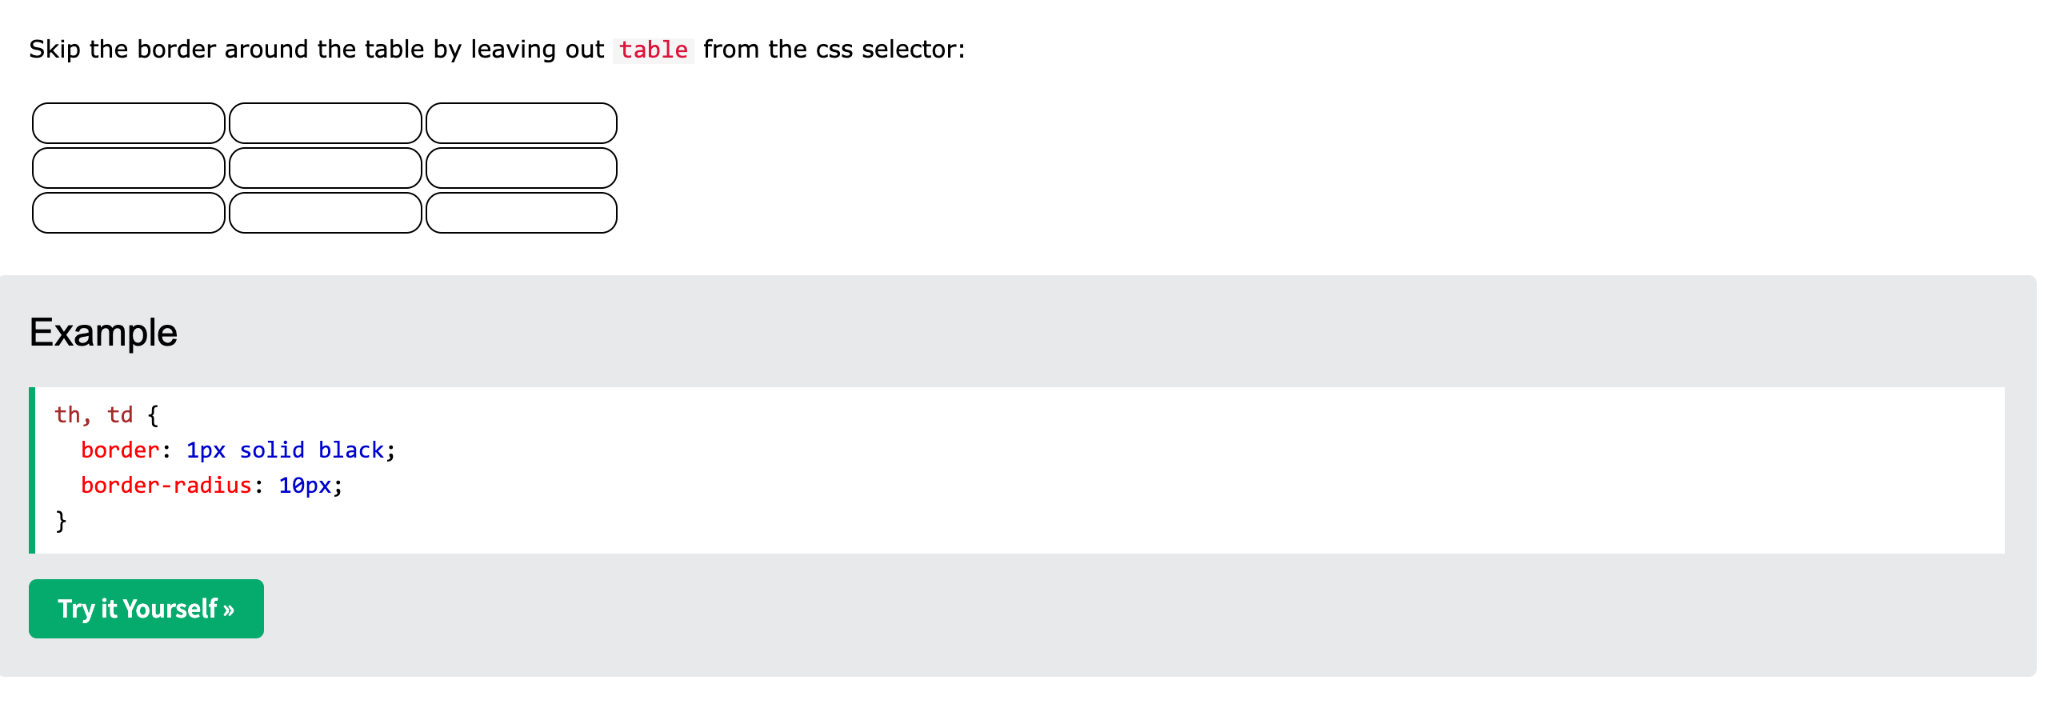 Skip the border around the table by leaving out table from the css selector:
Example
th, td {
  border: 1px solid black;
  border-radius: 10px;
}
Try it Yourself »